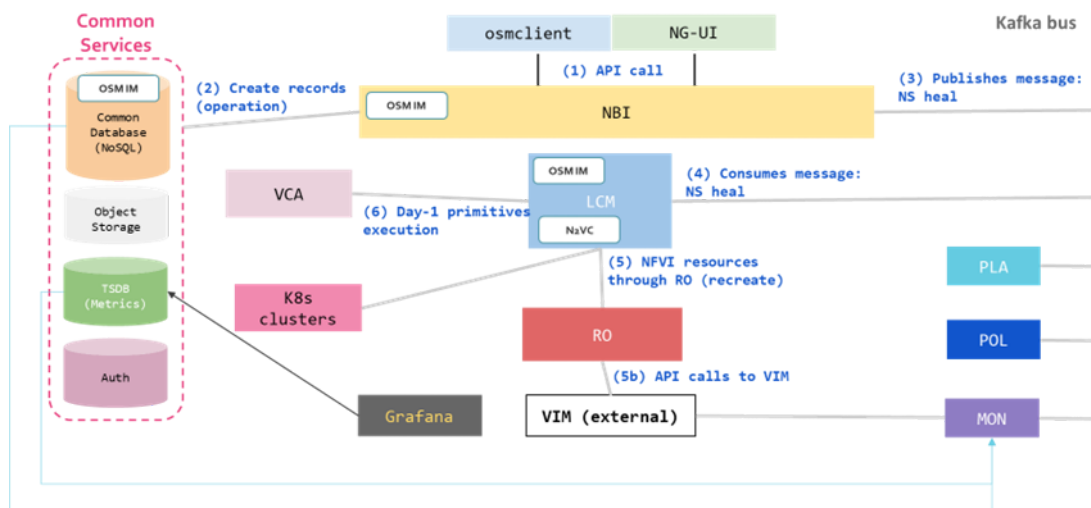 Common
Services
osmclient
NG-UI
Kafka bus
(1) API call
(2) Create records
(operation)
(3) Publishes message:
NS heal
OSM IM
Common
Database
(NoSQL)
OSM IM
NBI
OSM IM
LCM
N2VC
(4) Consumes message:
NS heal
VCA
(6) Day-1 primitives
execution
Object
Storage
(5) NFVI resources
through RO (recreate)
PLA
TSDB
(Metrics)
K8s
clusters
RO
POL
(5b) API calls to VIM
Auth
Grafana
VIM (external)
MON